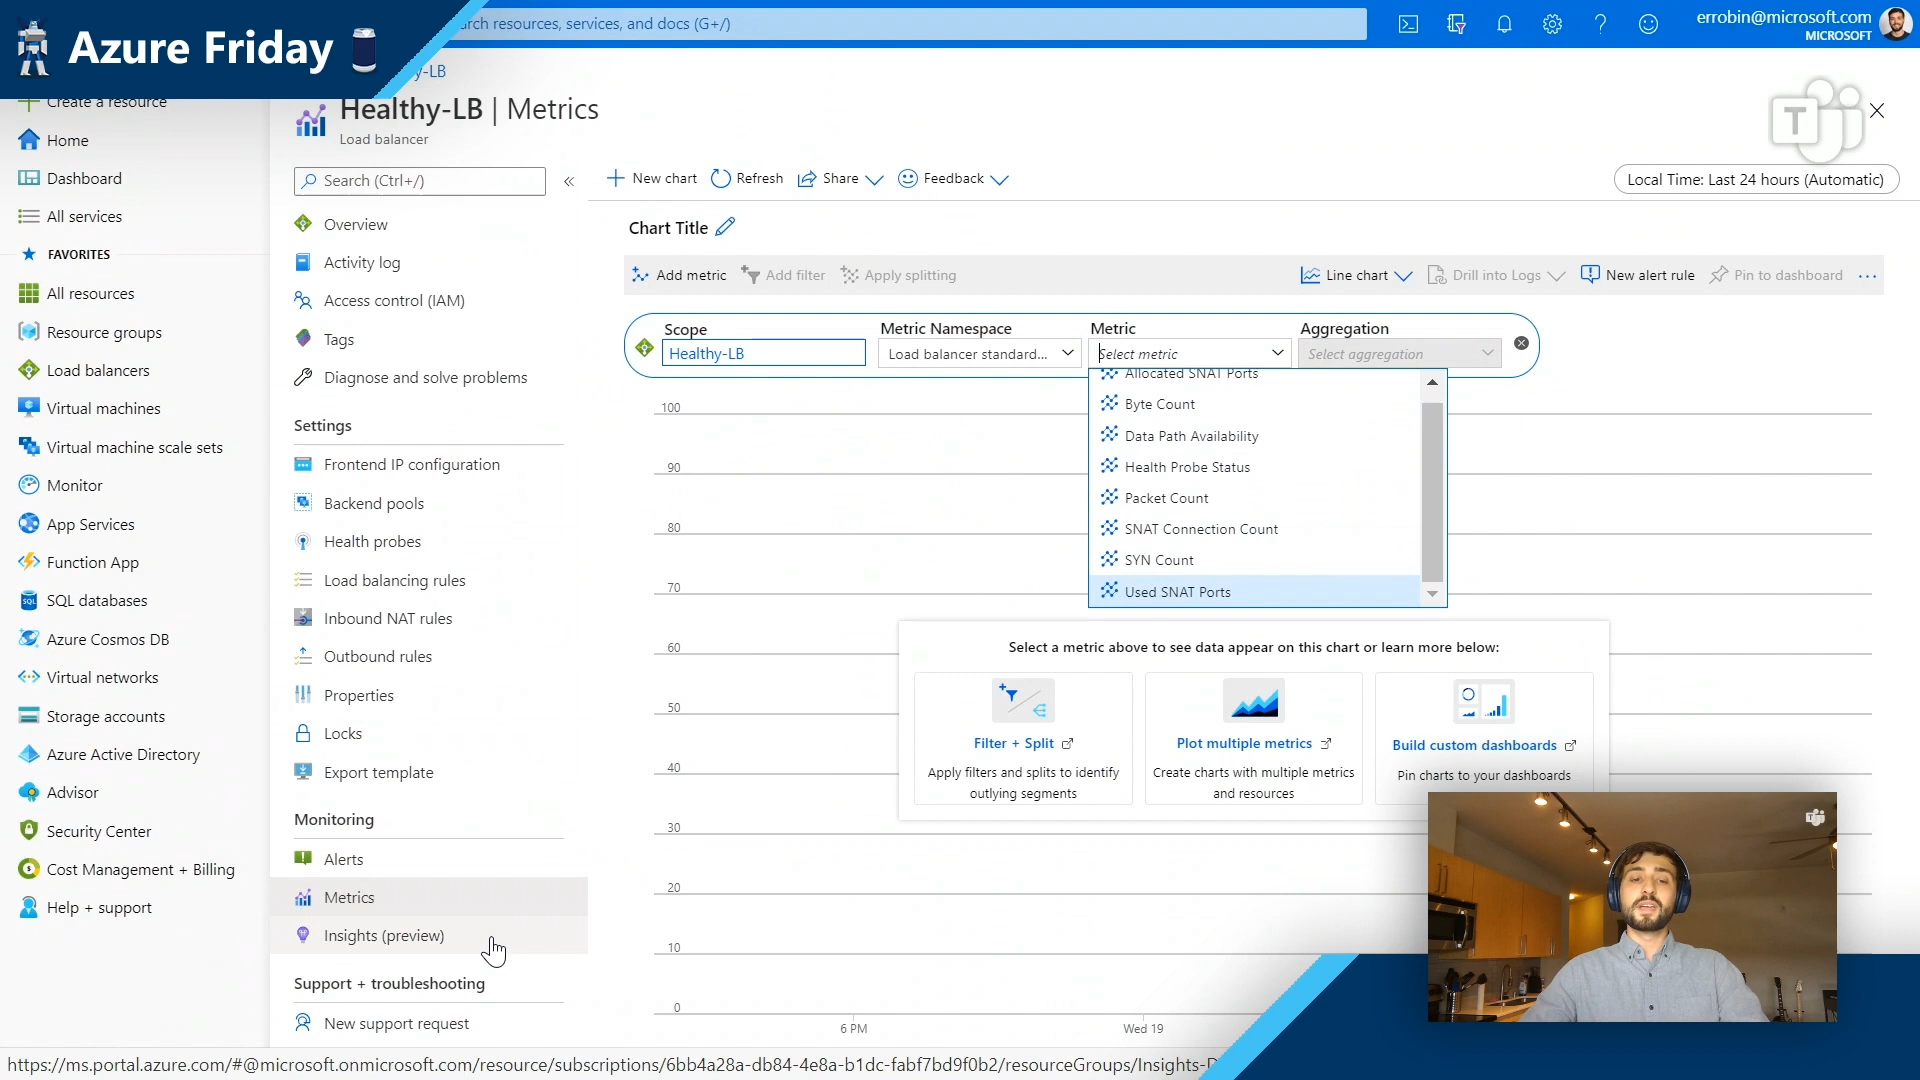 Azure Friday
rch resources, services, and docs (G+/)
errobin@microsoft.com
MICROSOFT
y-LB
Healthy-LB | Metrics
Load balancer
T
Create a resource
Home
Dashboard
All services
FAVORITES
All resources
Resource groups
Load balancers
Virtual machines
Virtual machine scale sets
Monitor
App Services
Function App
SQL databases
Azure Cosmos DB
Virtual networks
Storage accounts
Azure Active Directory
Advisor
Security Center
Cost Management + Billing
Help + support
Search (Ctrl+/)
«
Overview
Activity log
Access control (IAM)
Tags
Diagnose and solve problems
Settings
Frontend IP configuration
Backend pools
Health probes
Load balancing rules
Inbound NAT rules
Outbound rules
Properties
Locks
Export template
Monitoring
Alerts
Metrics
Insights (preview)
Support + troubleshooting
New support request
New chart
Refresh
Share
Feedback
Local Time: Last 24 hours (Automatic)
Chart Title
Add metric
Add filter
Apply splitting
Line chart
Drill into Logs
New alert rule
Pin to dashboard
...
Scope
Healthy-LB
Metric Namespace
Load balancer standard...
Metric
Select metric
Aggregation
Select aggregation
Allocated SNAT Ports
Byte Count
Data Path Availability
Health Probe Status
Packet Count
SNAT Connection Count
SYN Count
Used SNAT Ports
100
90
80
70
60
50
40
30
20
10
0
6 PM
Wed 19
Select a metric above to see data appear on this chart or learn more below:
Filter + Split
Apply filters and splits to identify
outlying segments
Plot multiple metrics
Create charts with multiple metrics
and resources
Build custom dashboards
Pin charts to your dashboards
https://ms.portal.azure.com/#@microsoft.onmicrosoft.com/resource/subscriptions/6bb4a28a-db84-4e8a-b1dc-fabf7bd9f0b2/resourceGroups/Insights-D